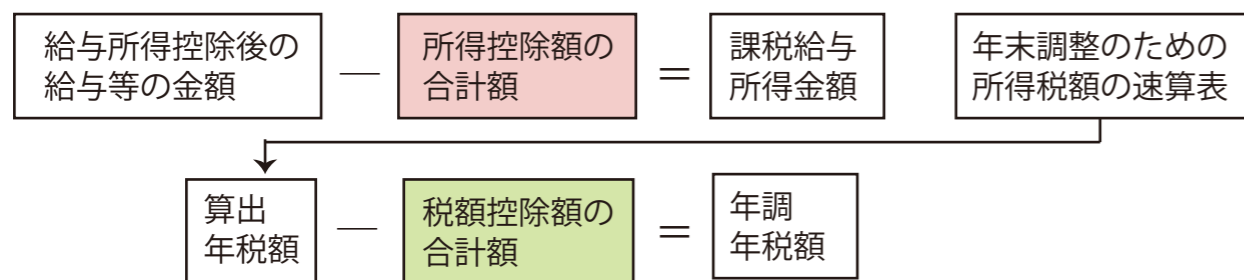 給与所得控除後の
給与等の金額
―
所得控除額の
合計額
＝
課税給与
所得金額
年末調整のための
所得税額の速算表
算出
年税額
―
税額控除額の
合計額
＝
年調
年税額